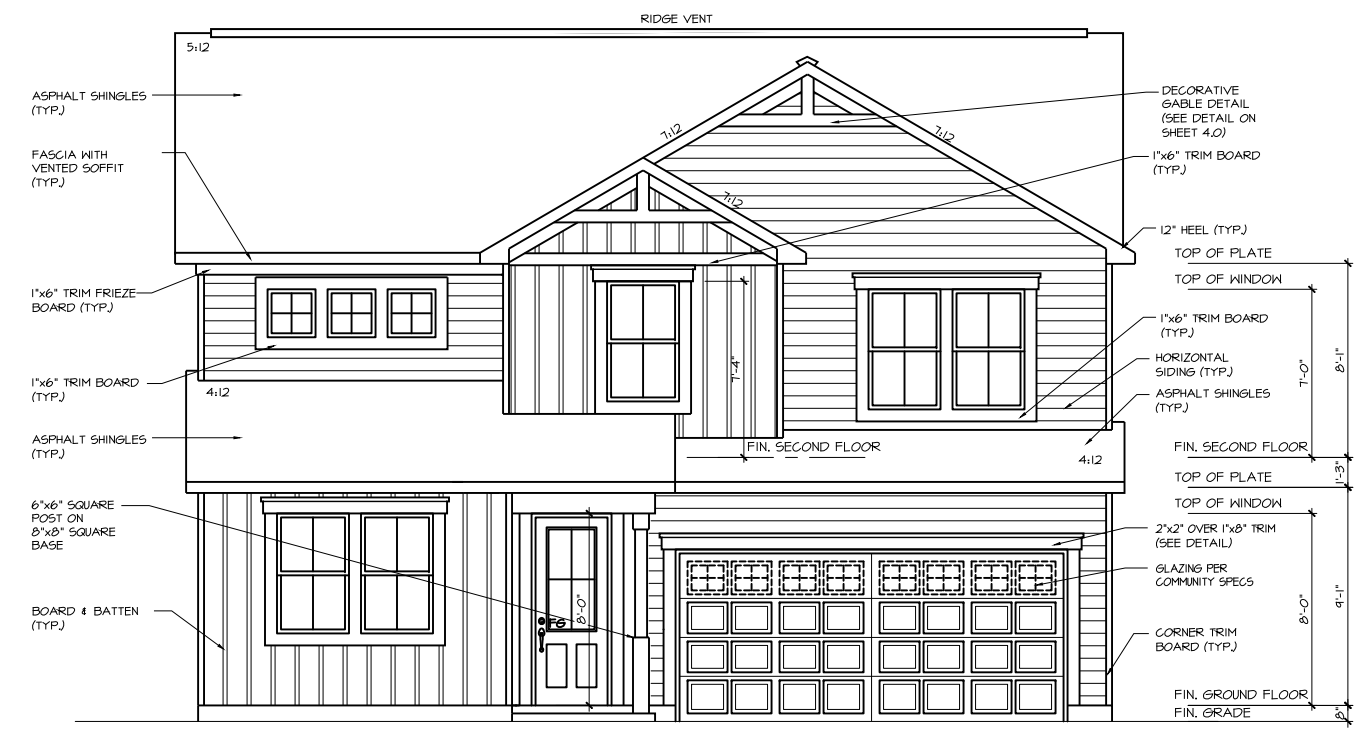 RIDGE VENT
5:12
ASPHALT SHINGLES
(TYP.)
FASCIA WITH
VENTED SOFFIT
(TYP.)
1"x6" TRIM FRIEZE
BOARD (TYP.)
1"x6" TRIM BOARD
(TYP.)
4:12
ASPHALT SHINGLES
(TYP.)
6"x6" SQUARE
POST ON
8"x8" SQUARE
BASE
BOARD & BATTEN
(TYP.)
7:12
7:12
7:12
7'-4"
FIN. SECOND FLOOR
4:12
FG
8'-0"
DECORATIVE
GABLE DETAIL
(SEE DETAIL ON
SHEET 4.0)
1"x6" TRIM BOARD
(TYP.)
12" HEEL (TYP.)
TOP OF PLATE
TOP OF WINDOW
1"x6" TRIM BOARD
(TYP.)
HORIZONTAL
SIDING (TYP.)
ASPHALT SHINGLES
(TYP.)
7'-0"
8'-1"
FIN. SECOND FLOOR
1'-3"
TOP OF PLATE
TOP OF WINDOW
2"x2" OVER 1"x8" TRIM
(SEE DETAIL)
GLAZING PER
COMMUNITY SPECS
8'-0"
9'-1"
CORNER TRIM
BOARD (TYP.)
FIN. GROUND FLOOR
FIN. GRADE
8"